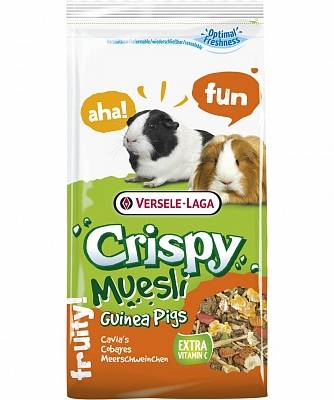 Optimal
Freshness
aha!
fun
VERSELE-LAGA
Crispy
Muesli
Guinea Pigs
Cavia's
Cobayes
Meerschweinchen
fruity!
EXTRA
VITAMIN C